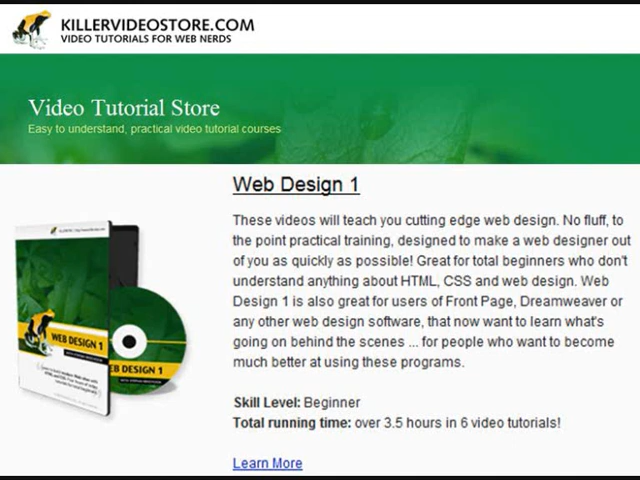 KILLERVIDEOSTORE.COM
VIDEO TUTORIALS FOR WEB NERDS
Video Tutorial Store
Easy to understand, practical video tutorial courses
Web Design 1
These videos will teach you cutting edge web design. No fluff, to
the point practical training, designed to make a web designer out
of you as quickly as possible! Great for total beginners who don't
understand anything about HTML, CSS and web design. Web
Design 1 is also great for users of Front Page, Dreamweaver or
any other web design software, that now want to learn what's
going on behind the scenes ... for people who want to become
much better at using these programs.
Skill Level: Beginner
Total running time: over 3.5 hours in 6 video tutorials!
Learn More
WEB DESIGN 1
B DESIGN 1